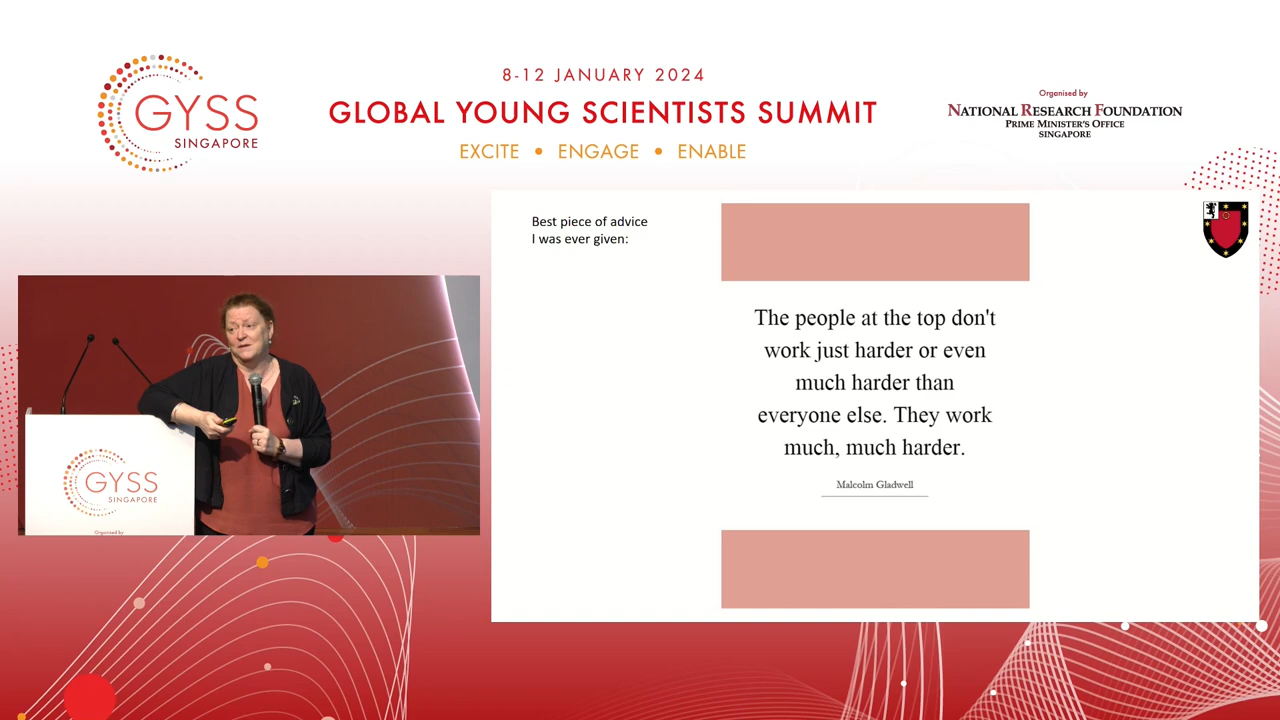 8-12 JANUARY 2024
GLOBAL YOUNG SCIENTISTS SUMMIT
EXCITE • ENGAGE • ENABLE
GYSS
SINGAPORE
Organised by
NATIONAL RESEARCH FOUNDATION
PRIME MINISTER'S OFFICE
SINGAPORE
Best piece of advice
I was ever given:
The people at the top don't
work just harder or even
much harder than
everyone else. They work
much, much harder.
Malcolm Gladwell
GYSS
SINGAPORE
Organised by